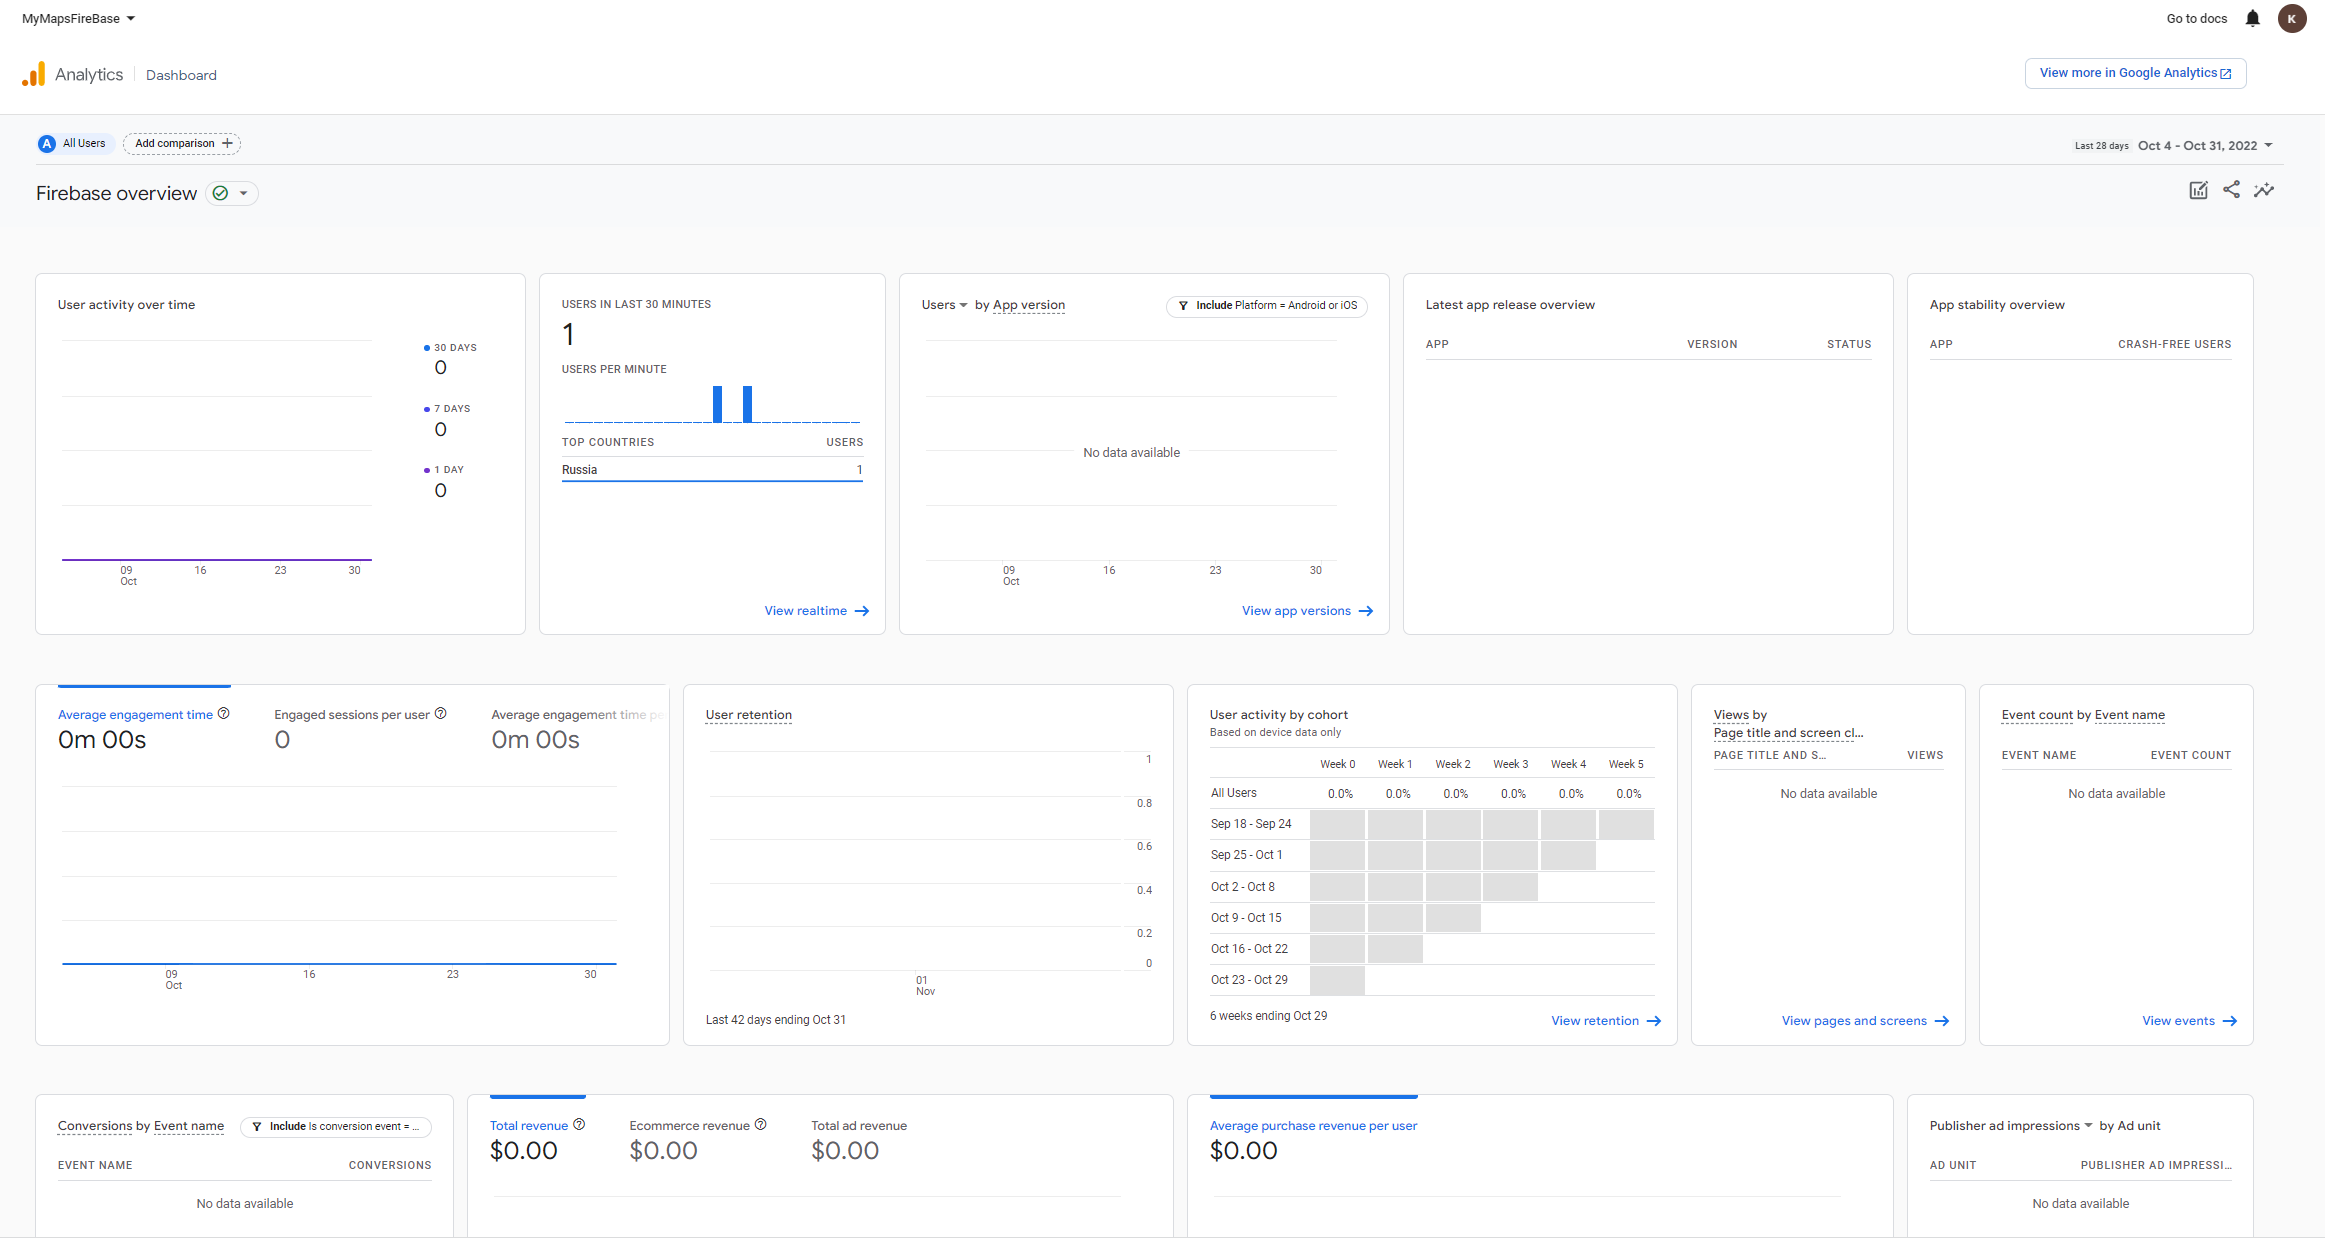 MyMapsFireBase
Go to docs
K
Analytics
Dashboard
View more in Google Analytics
A All Users
Add comparison
Last 28 days Oct 4 - Oct 31, 2022
Firebase overview
User activity over time
30 DAYS
0
7 DAYS
0
1 DAY
0
09 16 23 30
Oct
USERS IN LAST 30 MINUTES
1
USERS PER MINUTE
TOP COUNTRIES USERS
Russia 1
View realtime
Users by App version
Include Platform = Android or iOS
No data available
09 16 23 30
Oct
View app versions
Latest app release overview
APP VERSION STATUS
App stability overview
APP CRASH-FREE USERS
Average engagement time
0m 00s
Engaged sessions per user
0
Average engagement time pe
0m 00s
09 16 23 30
Oct
User retention
1
0.8
0.6
0.4
0.2
0
01
Nov
Last 42 days ending Oct 31
User activity by cohort
Based on device data only
Week 0 Week 1 Week 2 Week 3 Week 4 Week 5
All Users 0.0% 0.0% 0.0% 0.0% 0.0% 0.0%
Sep 18 - Sep 24
Sep 25 - Oct 1
Oct 2 - Oct 8
Oct 9 - Oct 15
Oct 16 - Oct 22
Oct 23 - Oct 29
6 weeks ending Oct 29
View retention
Views by
Page title and screen cl...
PAGE TITLE AND S... VIEWS
No data available
View pages and screens
Event count by Event name
EVENT NAME EVENT COUNT
No data available
View events
Conversions by Event name
Include Is conversion event = ...
EVENT NAME CONVERSIONS
No data available
Total revenue
$0.00
Ecommerce revenue
$0.00
Total ad revenue
$0.00
Average purchase revenue per user
$0.00
Publisher ad impressions by Ad unit
AD UNIT PUBLISHER AD IMPRESSI...
No data available